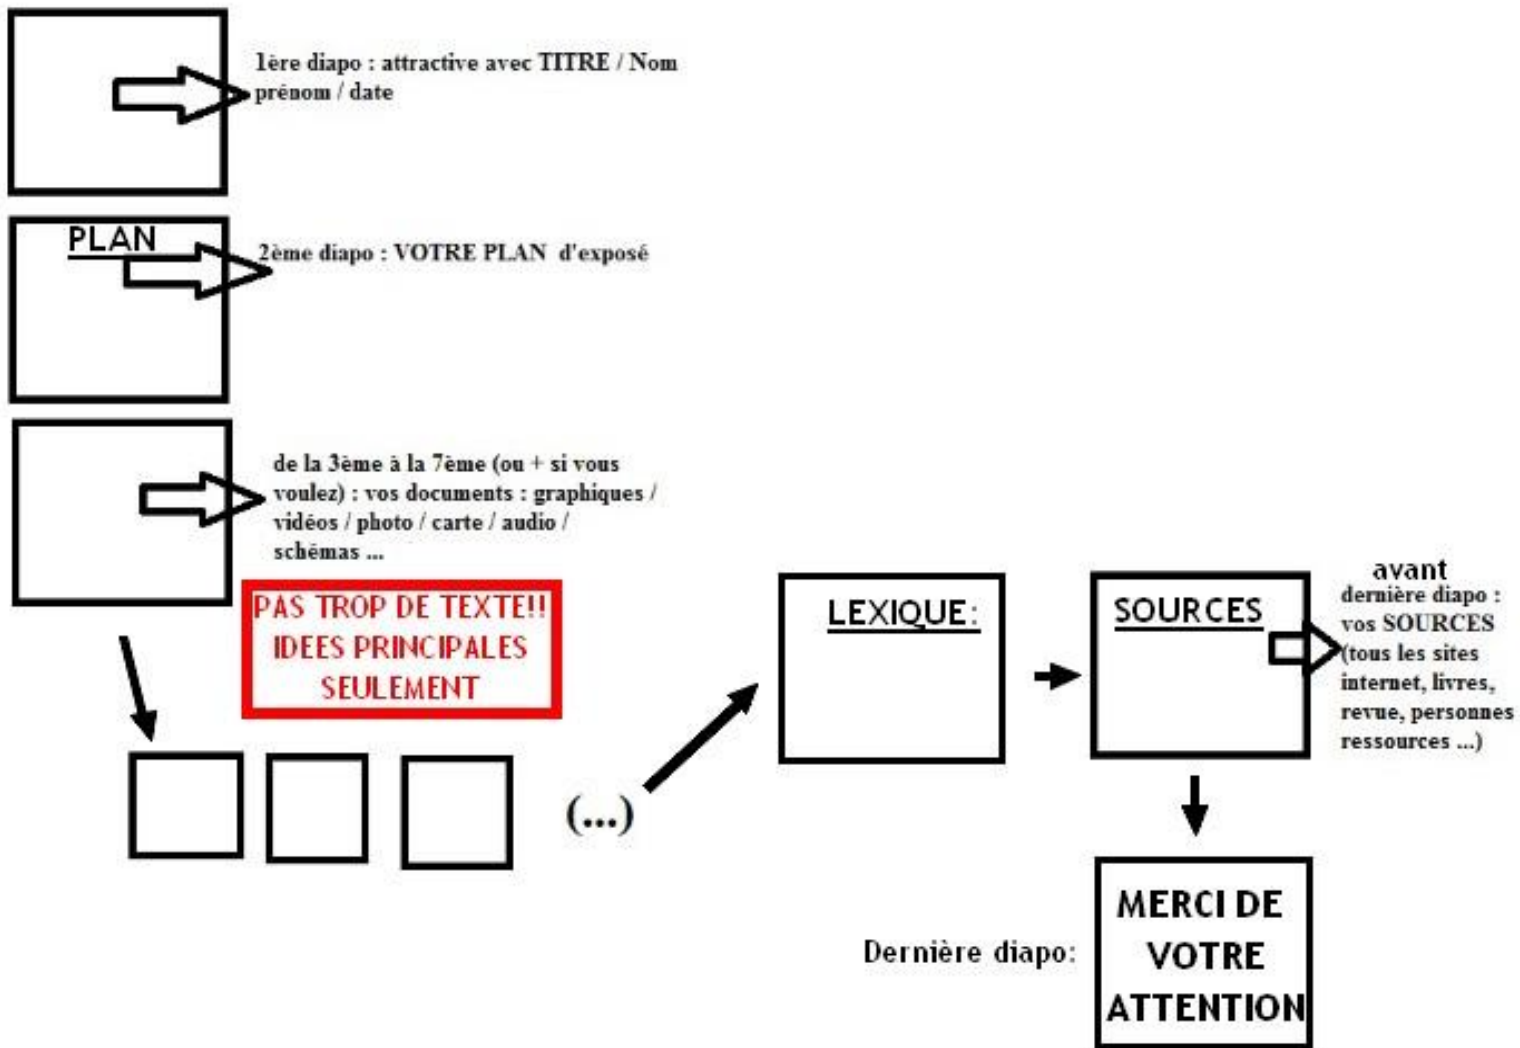 1ère diapo : attractive avec TITRE / Nom
prénom / date
PLAN
2ème diapo : VOTRE PLAN d'exposé
de la 3ème à la 7ème (ou + si vous
voulez) : vos documents : graphiques /
vidéos / photo / carte / audio /
schémas ...
PAS TROP DE TEXTE!!
IDEES PRINCIPALES
SEULEMENT
(...)
LEXIQUE:
SOURCES
avant
dernière diapo :
vos SOURCES
(tous les sites
internet, livres,
revue, personnes
ressources ...)
Dernière diapo:
MERCI DE
VOTRE
ATTENTION